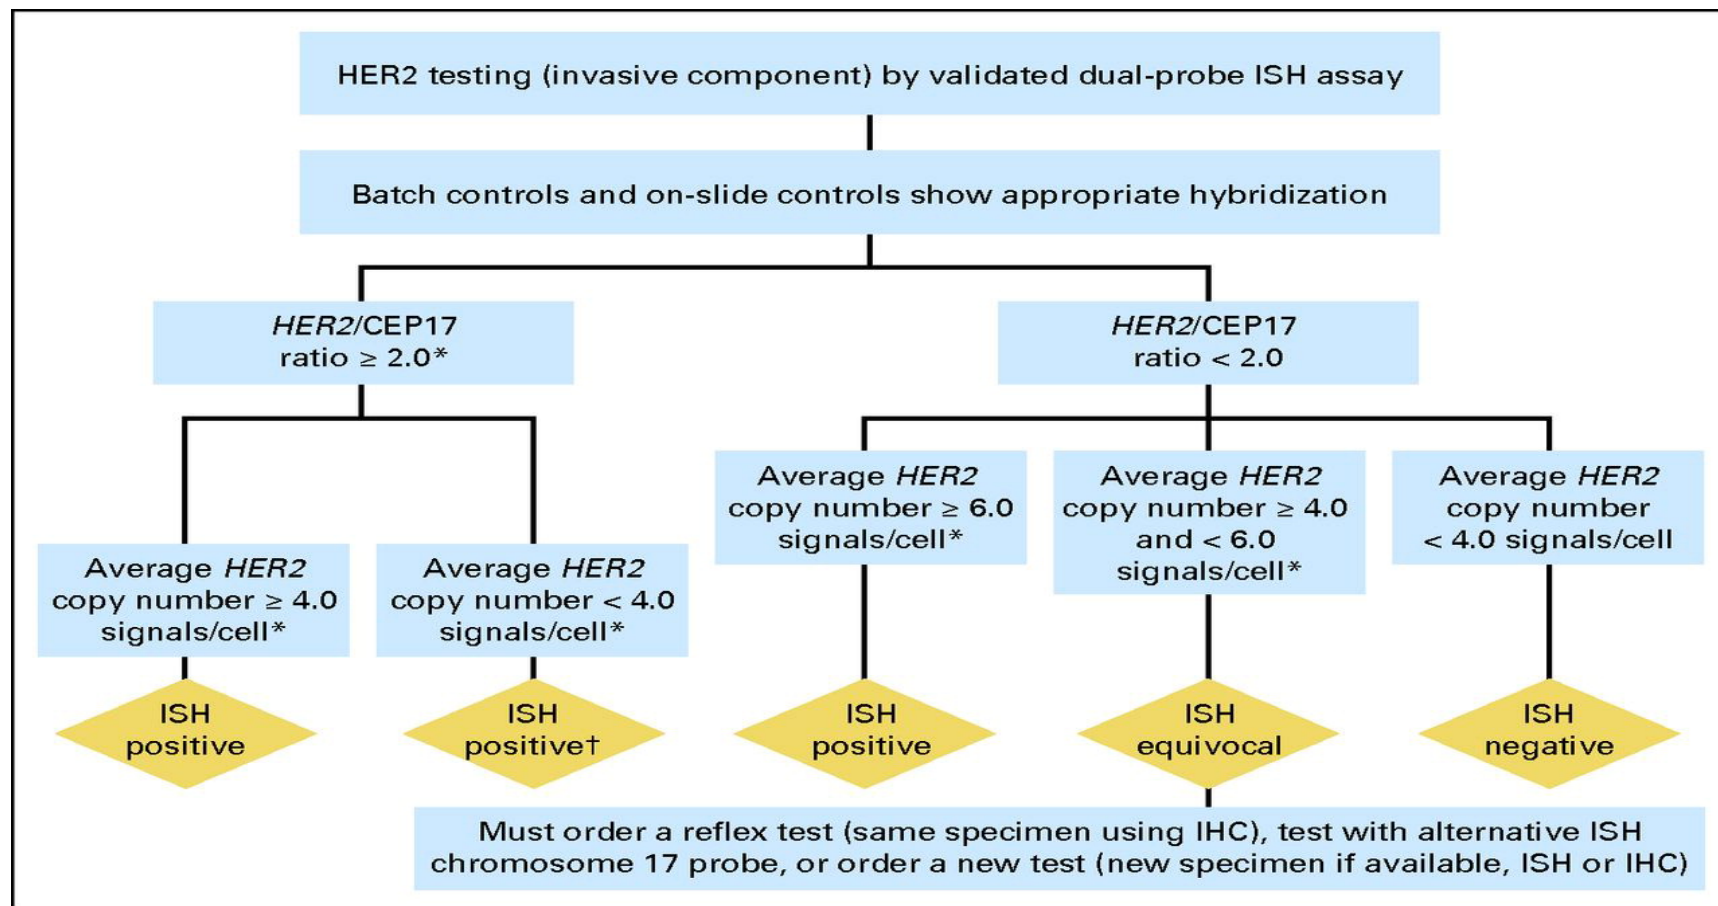 HER2 testing (invasive component) by validated dual-probe ISH assay
Batch controls and on-slide controls show appropriate hybridization
HER2/CEP17
ratio ≥ 2.0*
HER2/CEP17
ratio < 2.0
Average HER2
copy number ≥ 4.0
signals/cell*
Average HER2
copy number < 4.0
signals/cell*
Average HER2
copy number ≥ 6.0
signals/cell*
Average HER2
copy number ≥ 4.0
and < 6.0
signals/cell*
Average HER2
copy number
< 4.0 signals/cell
ISH
positive
ISH
positive†
ISH
positive
ISH
equivocal
ISH
negative
Must order a reflex test (same specimen using IHC), test with alternative ISH
chromosome 17 probe, or order a new test (new specimen if available, ISH or IHC)